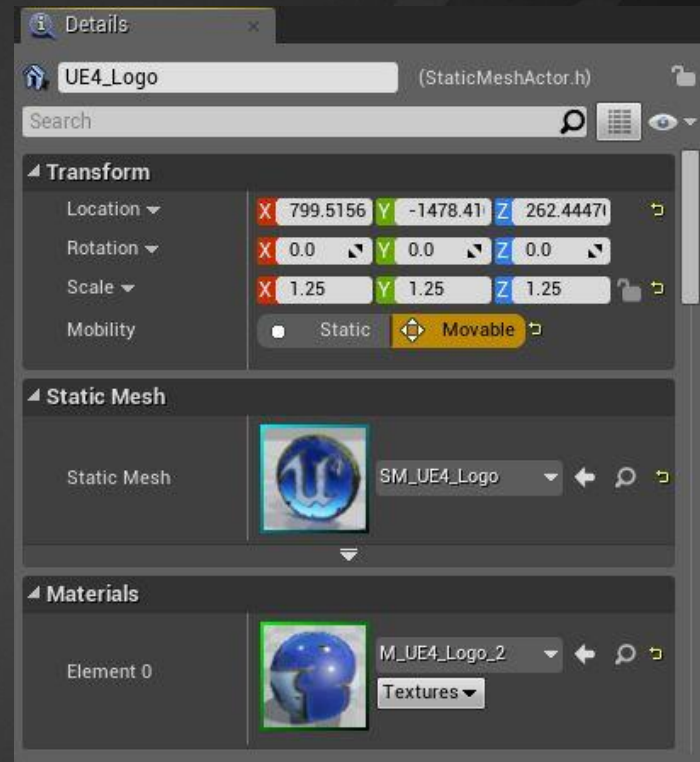 Details
UE4_Logo (StaticMeshActor.h)
Search
Transform
Location X 799.5156 Y -1478.41 Z 262.4447
Rotation X 0.0 Y 0.0 Z 0.0
Scale X 1.25 Y 1.25 Z 1.25
Mobility Static Movable
Static Mesh
Static Mesh SM_UE4_Logo
Materials
Element 0 M_UE4_Logo_2
Textures